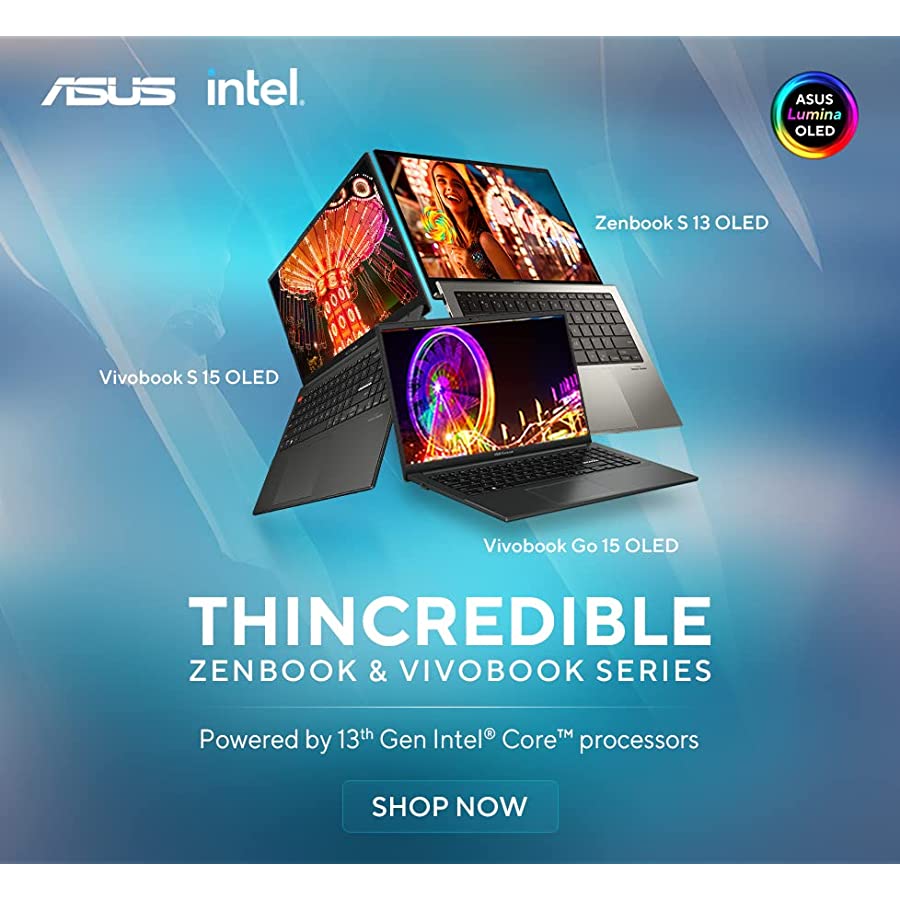 ASUS intel.
ASUS
Lumina
OLED
Zenbook S 13 OLED
Vivobook S 15 OLED
Vivobook Go 15 OLED
THINCREDIBLE
ZENBOOK & VIVOBOOK SERIES
Powered by 13th Gen Intel® Core™ processors
SHOP NOW